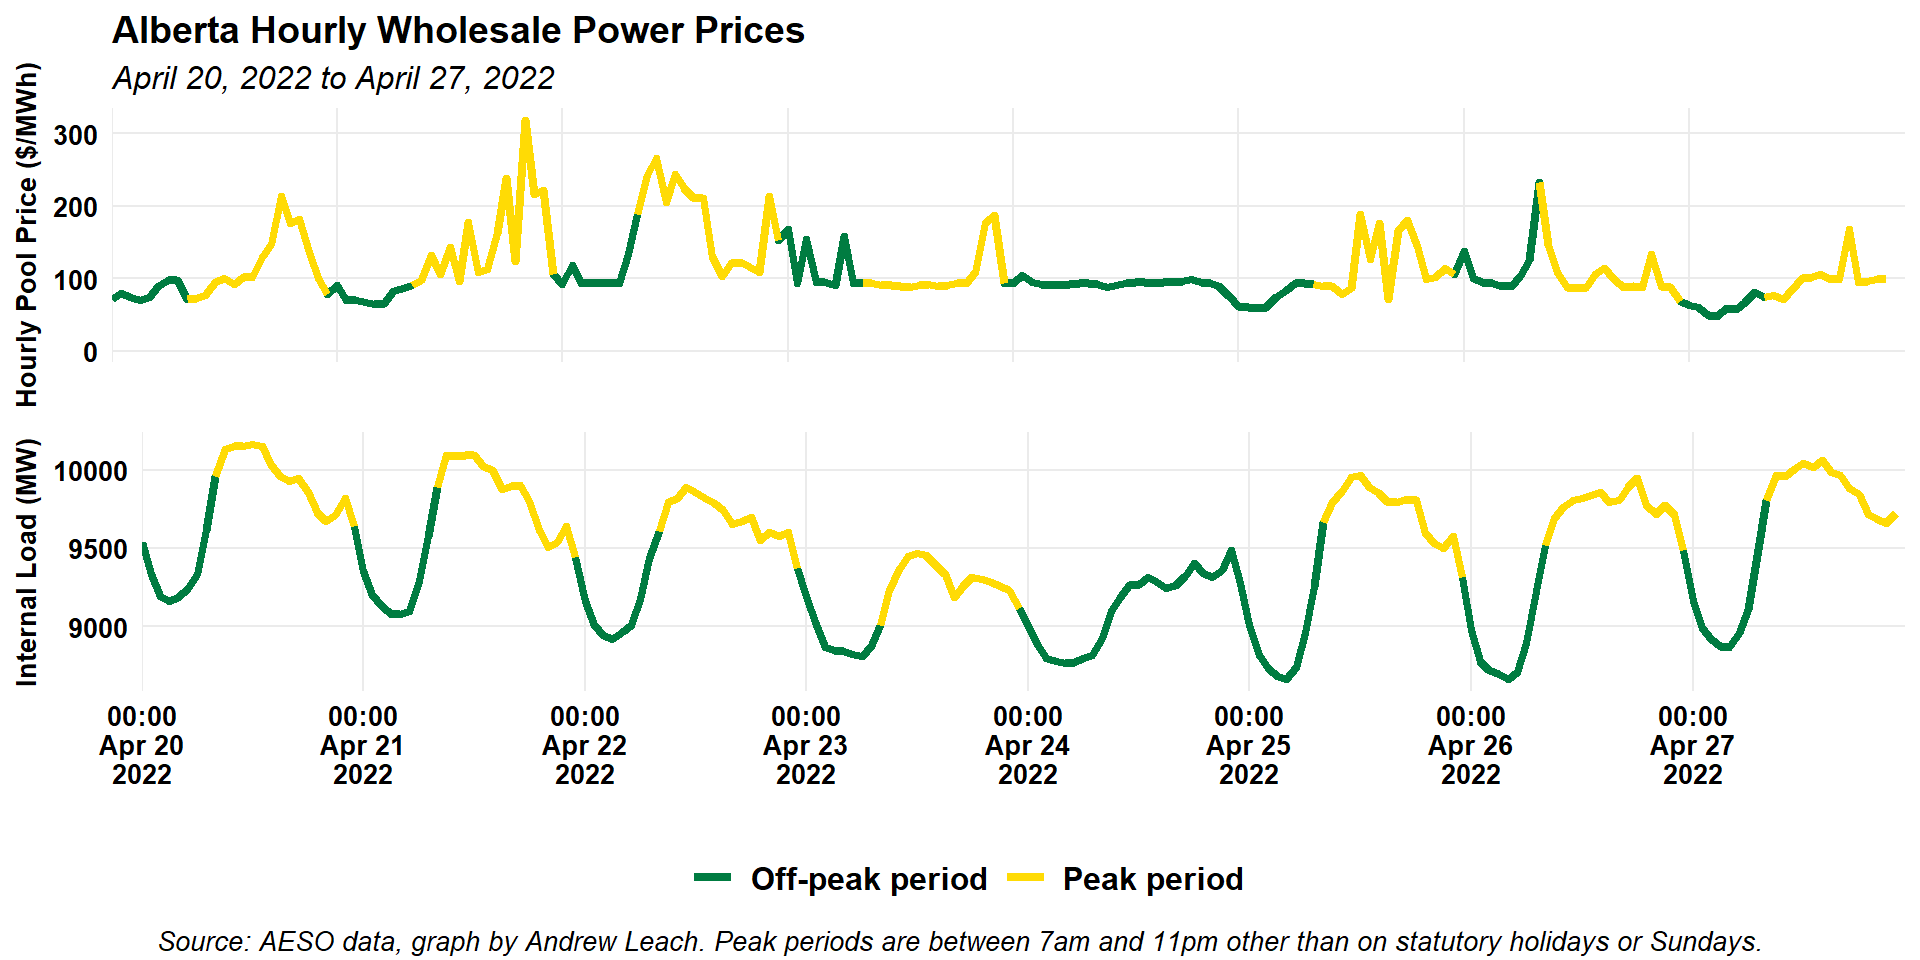 Alberta Hourly Wholesale Power Prices
April 20, 2022 to April 27, 2022
Hourly Pool Price ($/MWh)
300
200
100
0
Internal Load (MW)
10000
9500
9000
00:00 00:00 00:00 00:00 00:00 00:00 00:00 00:00
Apr 20 Apr 21 Apr 22 Apr 23 Apr 24 Apr 25 Apr 26 Apr 27
2022 2022 2022 2022 2022 2022 2022 2022
Off-peak period Peak period
Source: AESO data, graph by Andrew Leach. Peak periods are between 7am and 11pm other than on statutory holidays or Sundays.